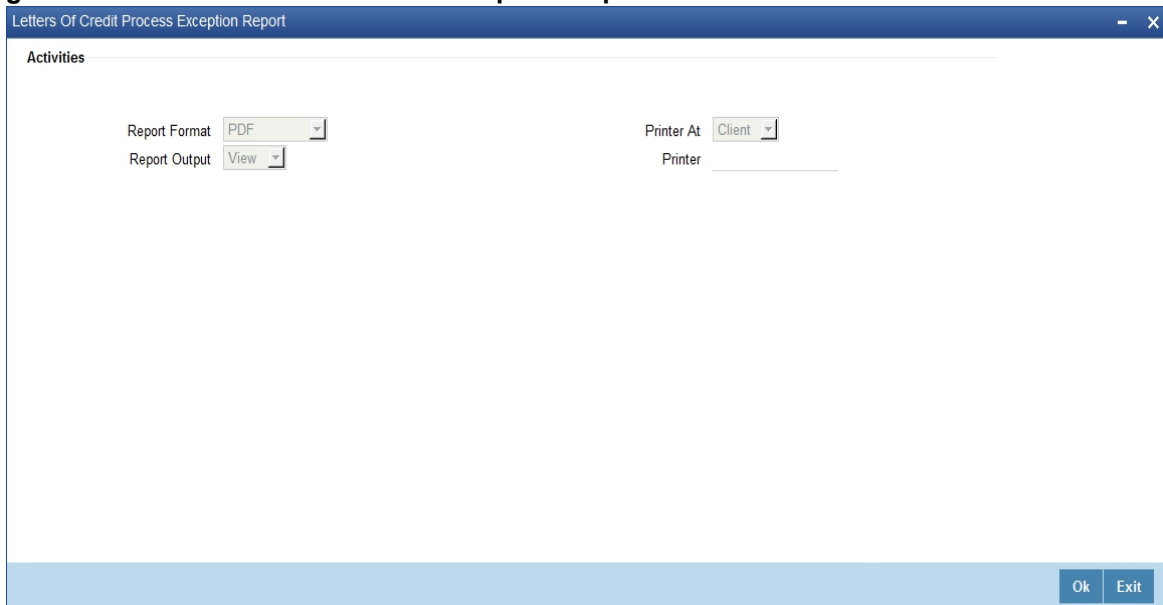 Letters Of Credit Process Exception Report
Activities
Report Format PDF Printer At Client
Report Output View Printer
Ok Exit